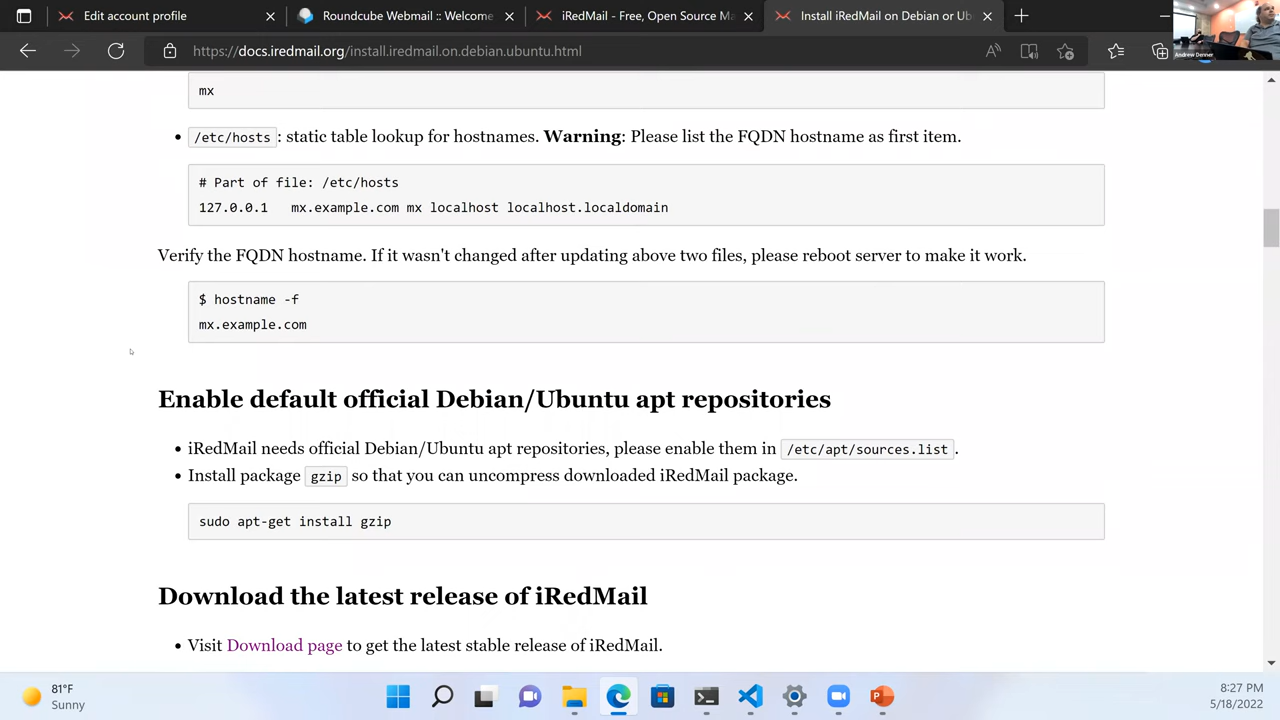 Edit account profile
Roundcube Webmail :: Welcome
iRedMail - Free, Open Source Ma
Install iRedMail on Debian or Ub
https://docs.iredmail.org/install.iredmail.on.debian.ubuntu.html
Andrew Denner
mx
/etc/hosts: static table lookup for hostnames. Warning: Please list the FQDN hostname as first item.
# Part of file: /etc/hosts
127.0.0.1 mx.example.com mx localhost localhost.localdomain
Verify the FQDN hostname. If it wasn't changed after updating above two files, please reboot server to make it work.
$ hostname -f
mx.example.com
Enable default official Debian/Ubuntu apt repositories
iRedMail needs official Debian/Ubuntu apt repositories, please enable them in /etc/apt/sources.list.
Install package gzip so that you can uncompress downloaded iRedMail package.
sudo apt-get install gzip
Download the latest release of iRedMail
Visit Download page to get the latest stable release of iRedMail.
81°F
Sunny
8:27 PM
5/18/2022